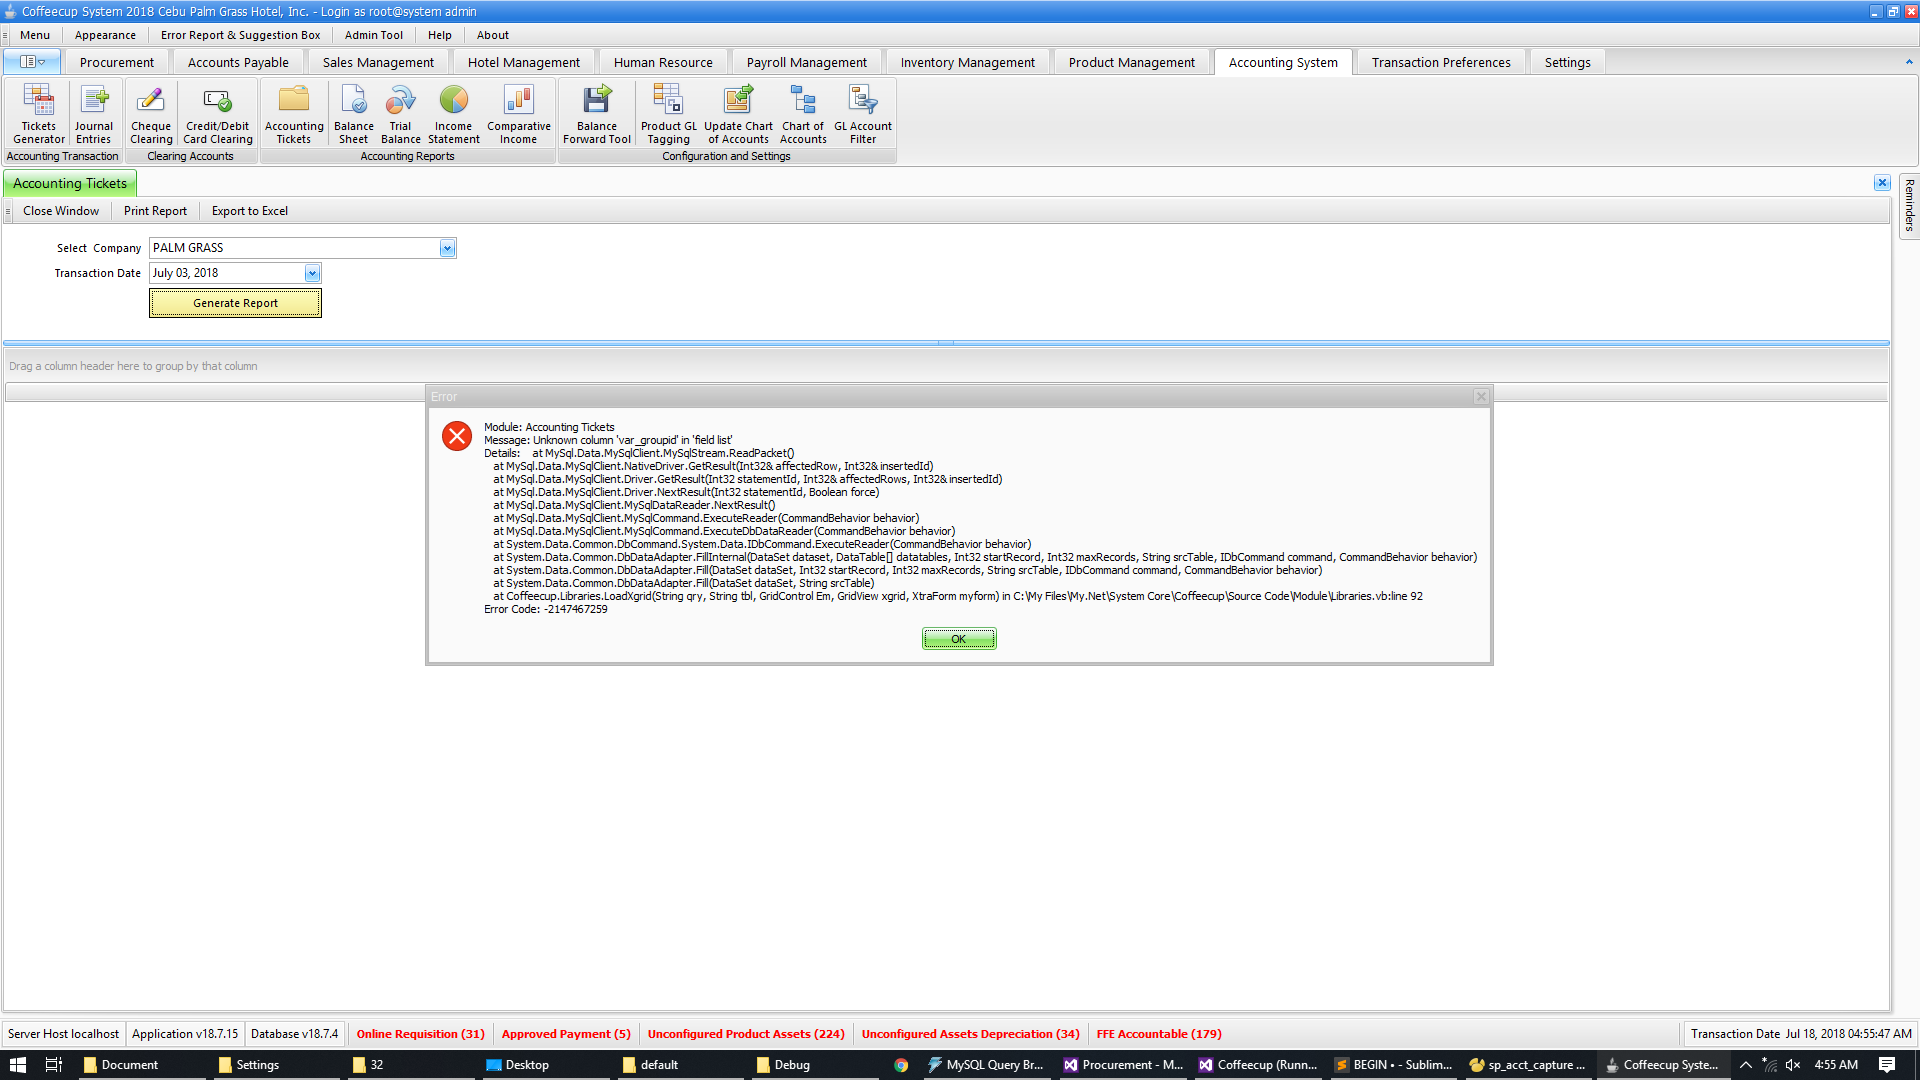 Coffeecup System 2018 Cebu Palm Grass Hotel, Inc. - Login as root@system admin
Menu Appearance Error Report & Suggestion Box Admin Tool Help About
Procurement Accounts Payable Sales Management Hotel Management Human Resource Payroll Management Inventory Management Product Management Accounting System Transaction Preferences Settings
Tickets Generator Journal Entries Cheque Clearing Credit/Debit Card Clearing Accounting Tickets Balance Sheet Trial Balance Income Statement Comparative Income Balance Forward Tool Product GL Tagging Update Chart of Accounts Chart of Accounts GL Account Filter
Accounting Transaction Clearing Accounts Accounting Reports Configuration and Settings
Accounting Tickets
Reminders
Close Window Print Report Export to Excel
Select Company PALM GRASS
Transaction Date July 03, 2018
Generate Report
Drag a column header here to group by that column
Error
Module: Accounting Tickets
Message: Unknown column 'var_groupid' in 'field list'
Details: at MySql.Data.MySqlClient.MySqlStream.ReadPacket()
at MySql.Data.MySqlClient.NativeDriver.GetResult(Int32& affectedRow, Int32& insertedId)
at MySql.Data.MySqlClient.Driver.GetResult(Int32 statementId, Int32& affectedRows, Int32& insertedId)
at MySql.Data.MySqlClient.Driver.NextResult(Int32 statementId, Boolean force)
at MySql.Data.MySqlClient.MySqlDataReader.NextResult()
at MySql.Data.MySqlClient.MySqlCommand.ExecuteReader(CommandBehavior behavior)
at MySql.Data.MySqlClient.MySqlCommand.ExecuteDbDataReader(CommandBehavior behavior)
at System.Data.Common.DbCommand.System.Data.IDbCommand.ExecuteReader(CommandBehavior behavior)
at System.Data.Common.DbDataAdapter.FillInternal(DataSet dataset, DataTable[] datatables, Int32 startRecord, Int32 maxRecords, String srcTable, IDbCommand command, CommandBehavior behavior)
at System.Data.Common.DbDataAdapter.Fill(DataSet dataSet, Int32 startRecord, Int32 maxRecords, String srcTable, IDbCommand command, CommandBehavior behavior)
at System.Data.Common.DbDataAdapter.Fill(DataSet dataSet, String srcTable)
at Coffeecup.Libraries.LoadXgrid(String qry, String tbl, GridControl Em, GridView xgrid, XtraForm myform) in C:\My Files\My.Net\System Core\Coffeecup\Source Code\Module\Libraries.vb:line 92
Error Code: -2147467259
OK
Server Host localhost Application v18.7.15 Database v18.7.4 Online Requisition (31) Approved Payment (5) Unconfigured Product Assets (224) Unconfigured Assets Depreciation (34) FFE Accountable (179) Transaction Date Jul 18, 2018 04:55:47 AM
Document Settings 32 Desktop default Debug MySQL Query Br... Procurement - M... Coffeecup (Runn... BEGIN • - Sublim... sp_acct_capture ... Coffeecup Syste... 4:55 AM